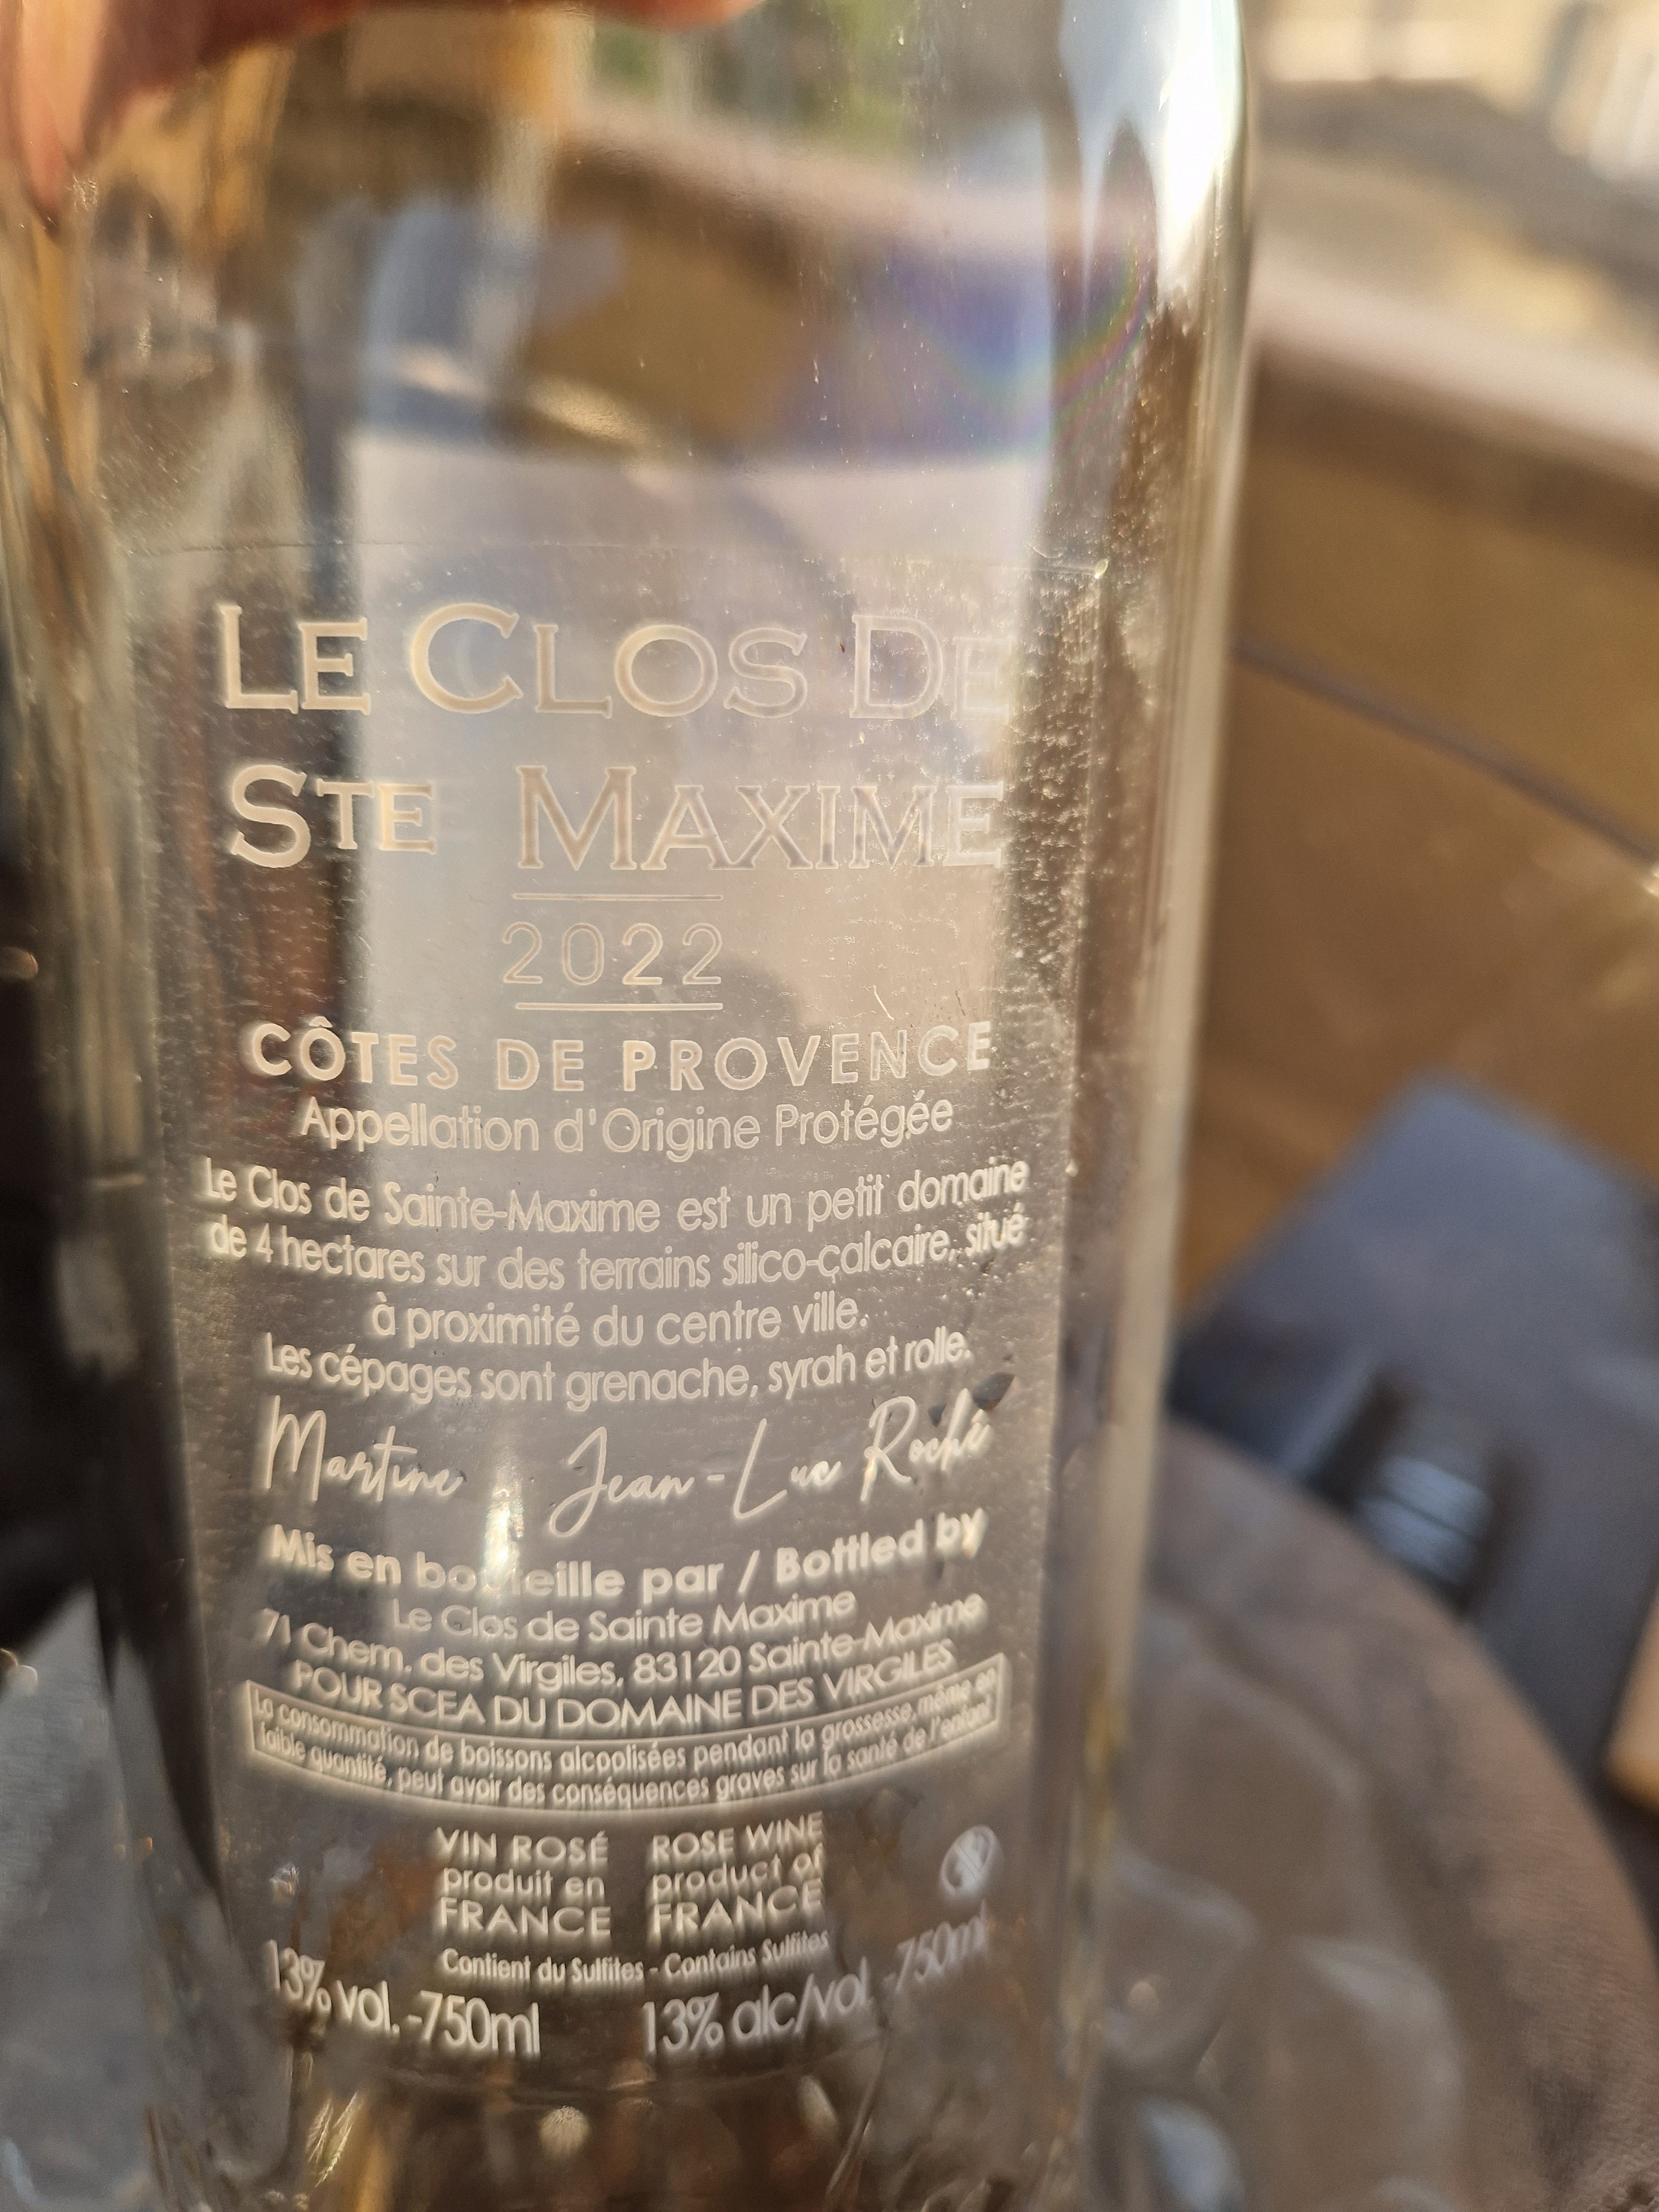 LE CLOS DE
STE MAXIME
2022
CÔTES DE PROVENCE
Appellation d'Origine Protégée
Le Clos de Sainte-Maxime est un petit domaine
de 4 hectares sur des terrains silico-calcaire, situé
à proximité du centre ville.
Les cépages sont grenache, syrah et rolle.
Martine Jean-Luc Roché
Mis en bouteille par / Bottled by
Le Clos de Sainte Maxime
71 Chem. des Virgiles, 83120 Sainte-Maxime
POUR SCEA DU DOMAINE DES VIRGILES
La consommation de boissons alcoolisées pendant la grossesse, même en
faible quantité, peut avoir des conséquences graves sur la santé de l'enfant
VIN ROSÉ ROSE WINE
produit en product of
FRANCE FRANCE
Contient du Sulfites - Contains Sulfites
13% vol. -750ml 13% alc/vol. -750ml